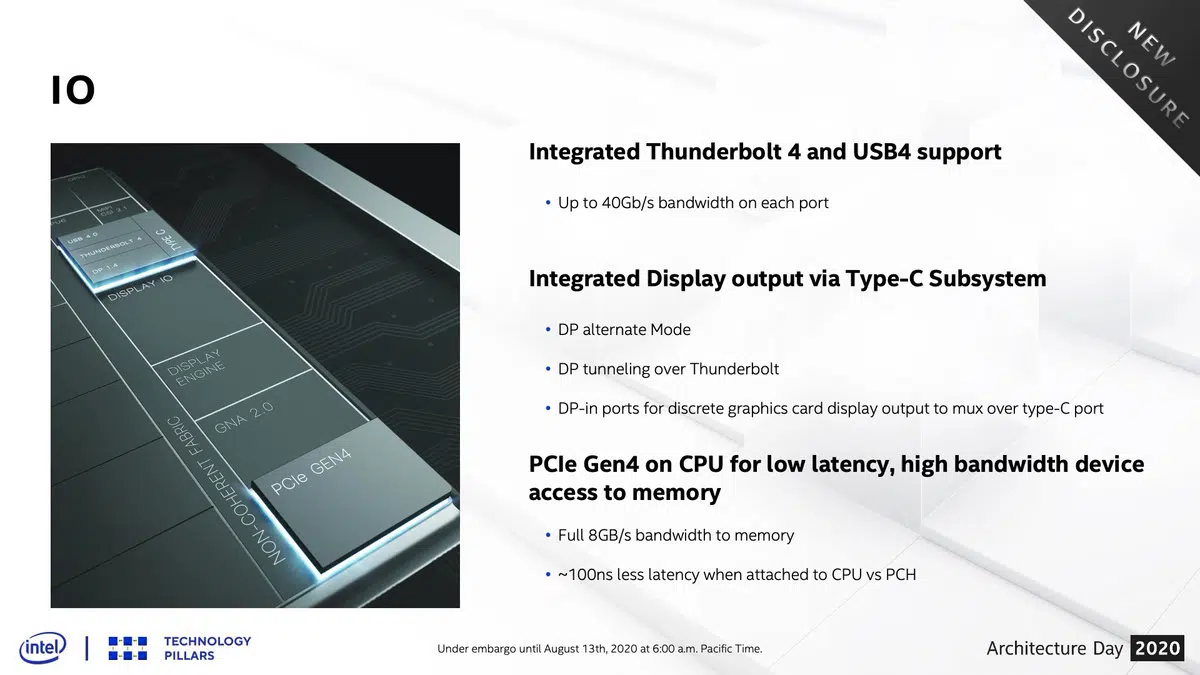 NEW
DISCLOSURE
IO
Integrated Thunderbolt 4 and USB4 support
• Up to 40Gb/s bandwidth on each port
Integrated Display output via Type-C Subsystem
• DP alternate Mode
• DP tunneling over Thunderbolt
• DP-in ports for discrete graphics card display output to mux over type-C port
PCIe Gen4 on CPU for low latency, high bandwidth device
access to memory
• Full 8GB/s bandwidth to memory
• ~100ns less latency when attached to CPU vs PCH
USB 4.0
THUNDERBOLT 4
DP 1.4
TYPE C
DISPLAY IO
DISPLAY
ENGINE
GNA 2.0
PCIe GEN4
NON-COHERENT FABRIC
intel
TECHNOLOGY
PILLARS
Under embargo until August 13th, 2020 at 6:00 a.m. Pacific Time.
Architecture Day 2020